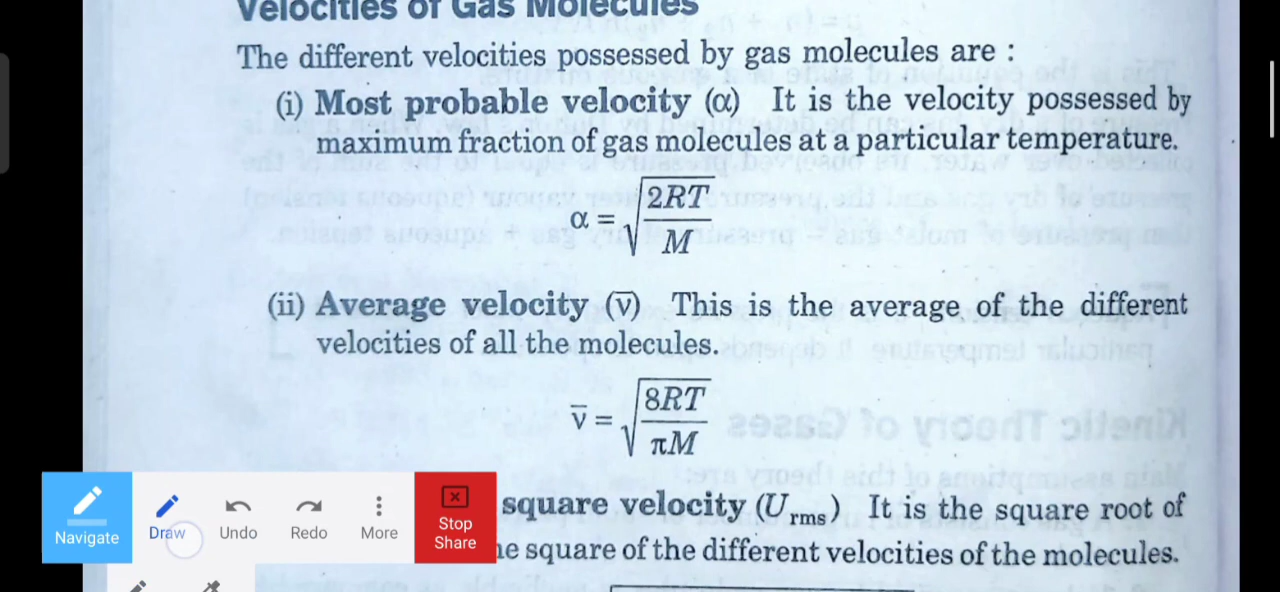 Velocities of Gas Molecules
The different velocities possessed by gas molecules are :
(i) Most probable velocity (α) It is the velocity possessed by
maximum fraction of gas molecules at a particular temperature.
α = √(2RT/M)
(ii) Average velocity (v̅) This is the average of the different
velocities of all the molecules.
v̅ = √(8RT/πM)
square velocity (U rms) It is the square root of
square of the different velocities of the molecules.
Navigate
Draw
Undo
Redo
More
Stop
Share